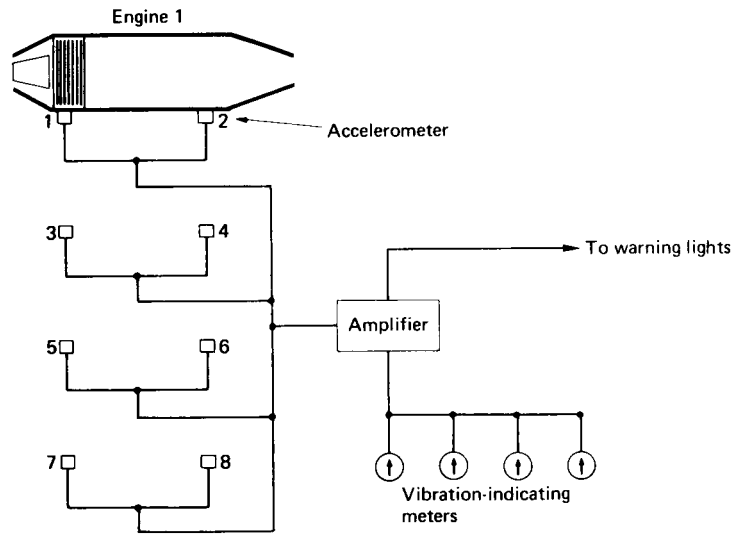 Engine 1
1
2
Accelerometer
3
4
To warning lights
Amplifier
5
6
7
8
Vibration-indicating
meters